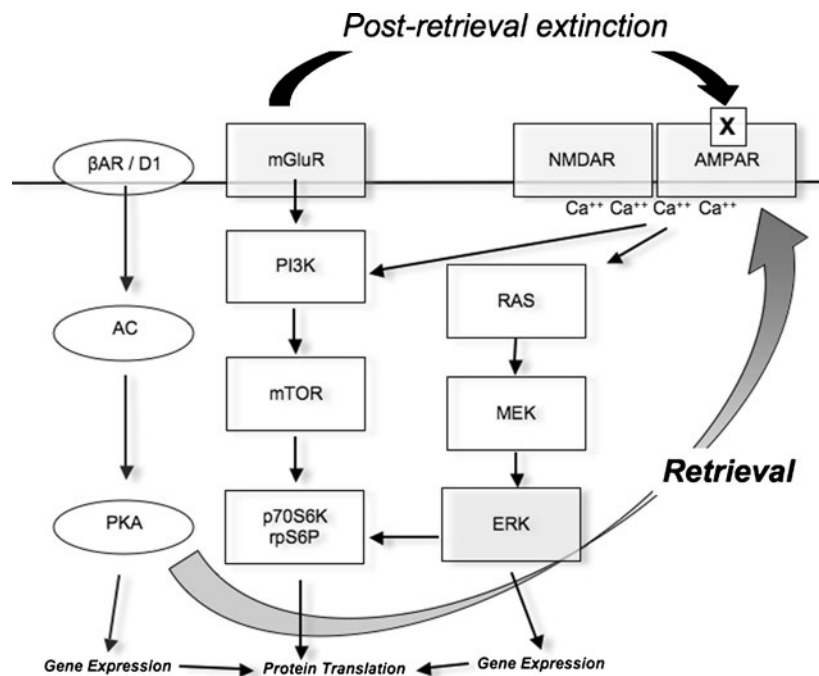 Post-retrieval extinction
X
βAR / D1
mGluR
NMDAR
AMPAR
Ca⁺⁺ Ca⁺⁺ Ca⁺⁺ Ca⁺⁺
PI3K
RAS
AC
mTOR
MEK
Retrieval
PKA
p70S6K
rpS6P
ERK
Gene Expression
Protein Translation
Gene Expression